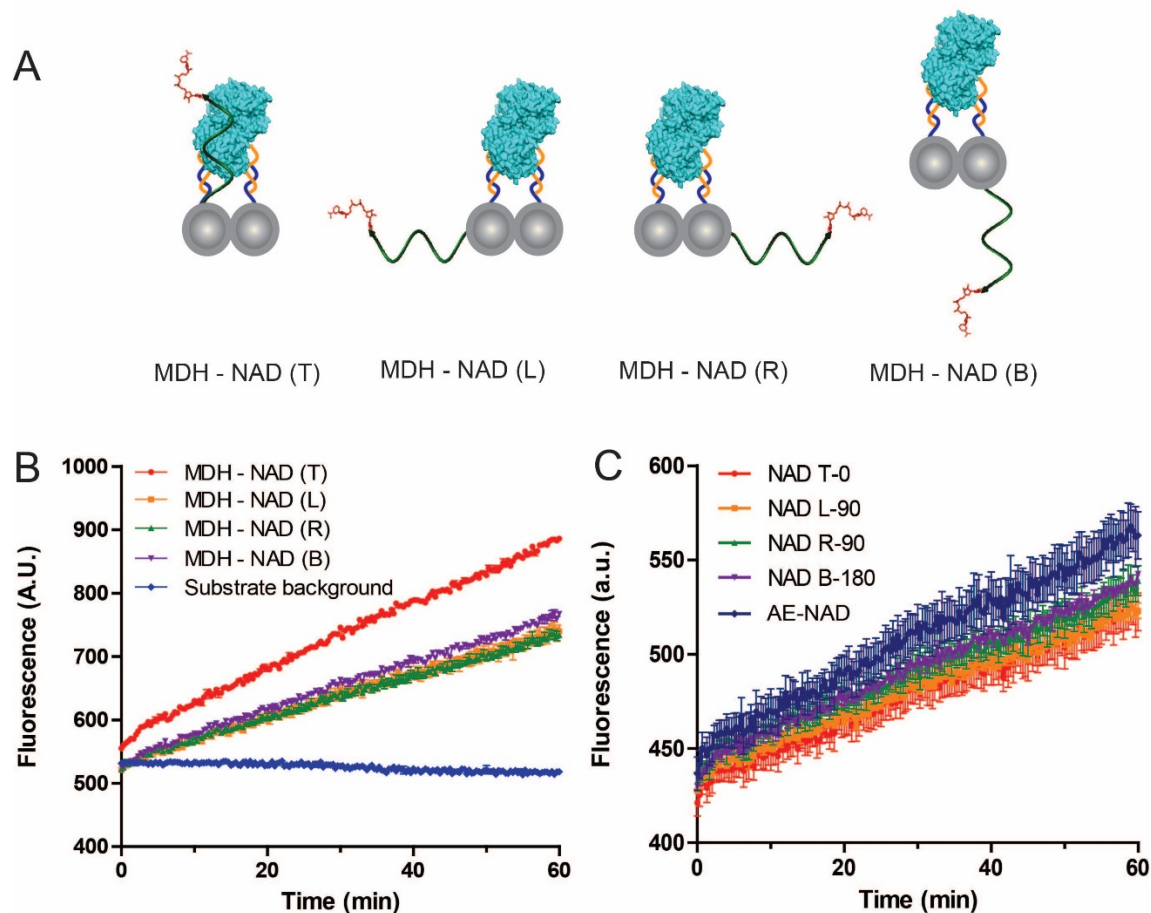 A
MDH - NAD (T)
MDH - NAD (L)
MDH - NAD (R)
MDH - NAD (B)
B
1000
900
800
700
600
500
400
Fluorescence (A.U.)
MDH - NAD (T)
MDH - NAD (L)
MDH - NAD (R)
MDH - NAD (B)
Substrate background
0
20
40
60
Time (min)
C
600
550
500
450
400
Fluorescence (a.u.)
NAD T-0
NAD L-90
NAD R-90
NAD B-180
AE-NAD
0
20
40
60
Time (min)